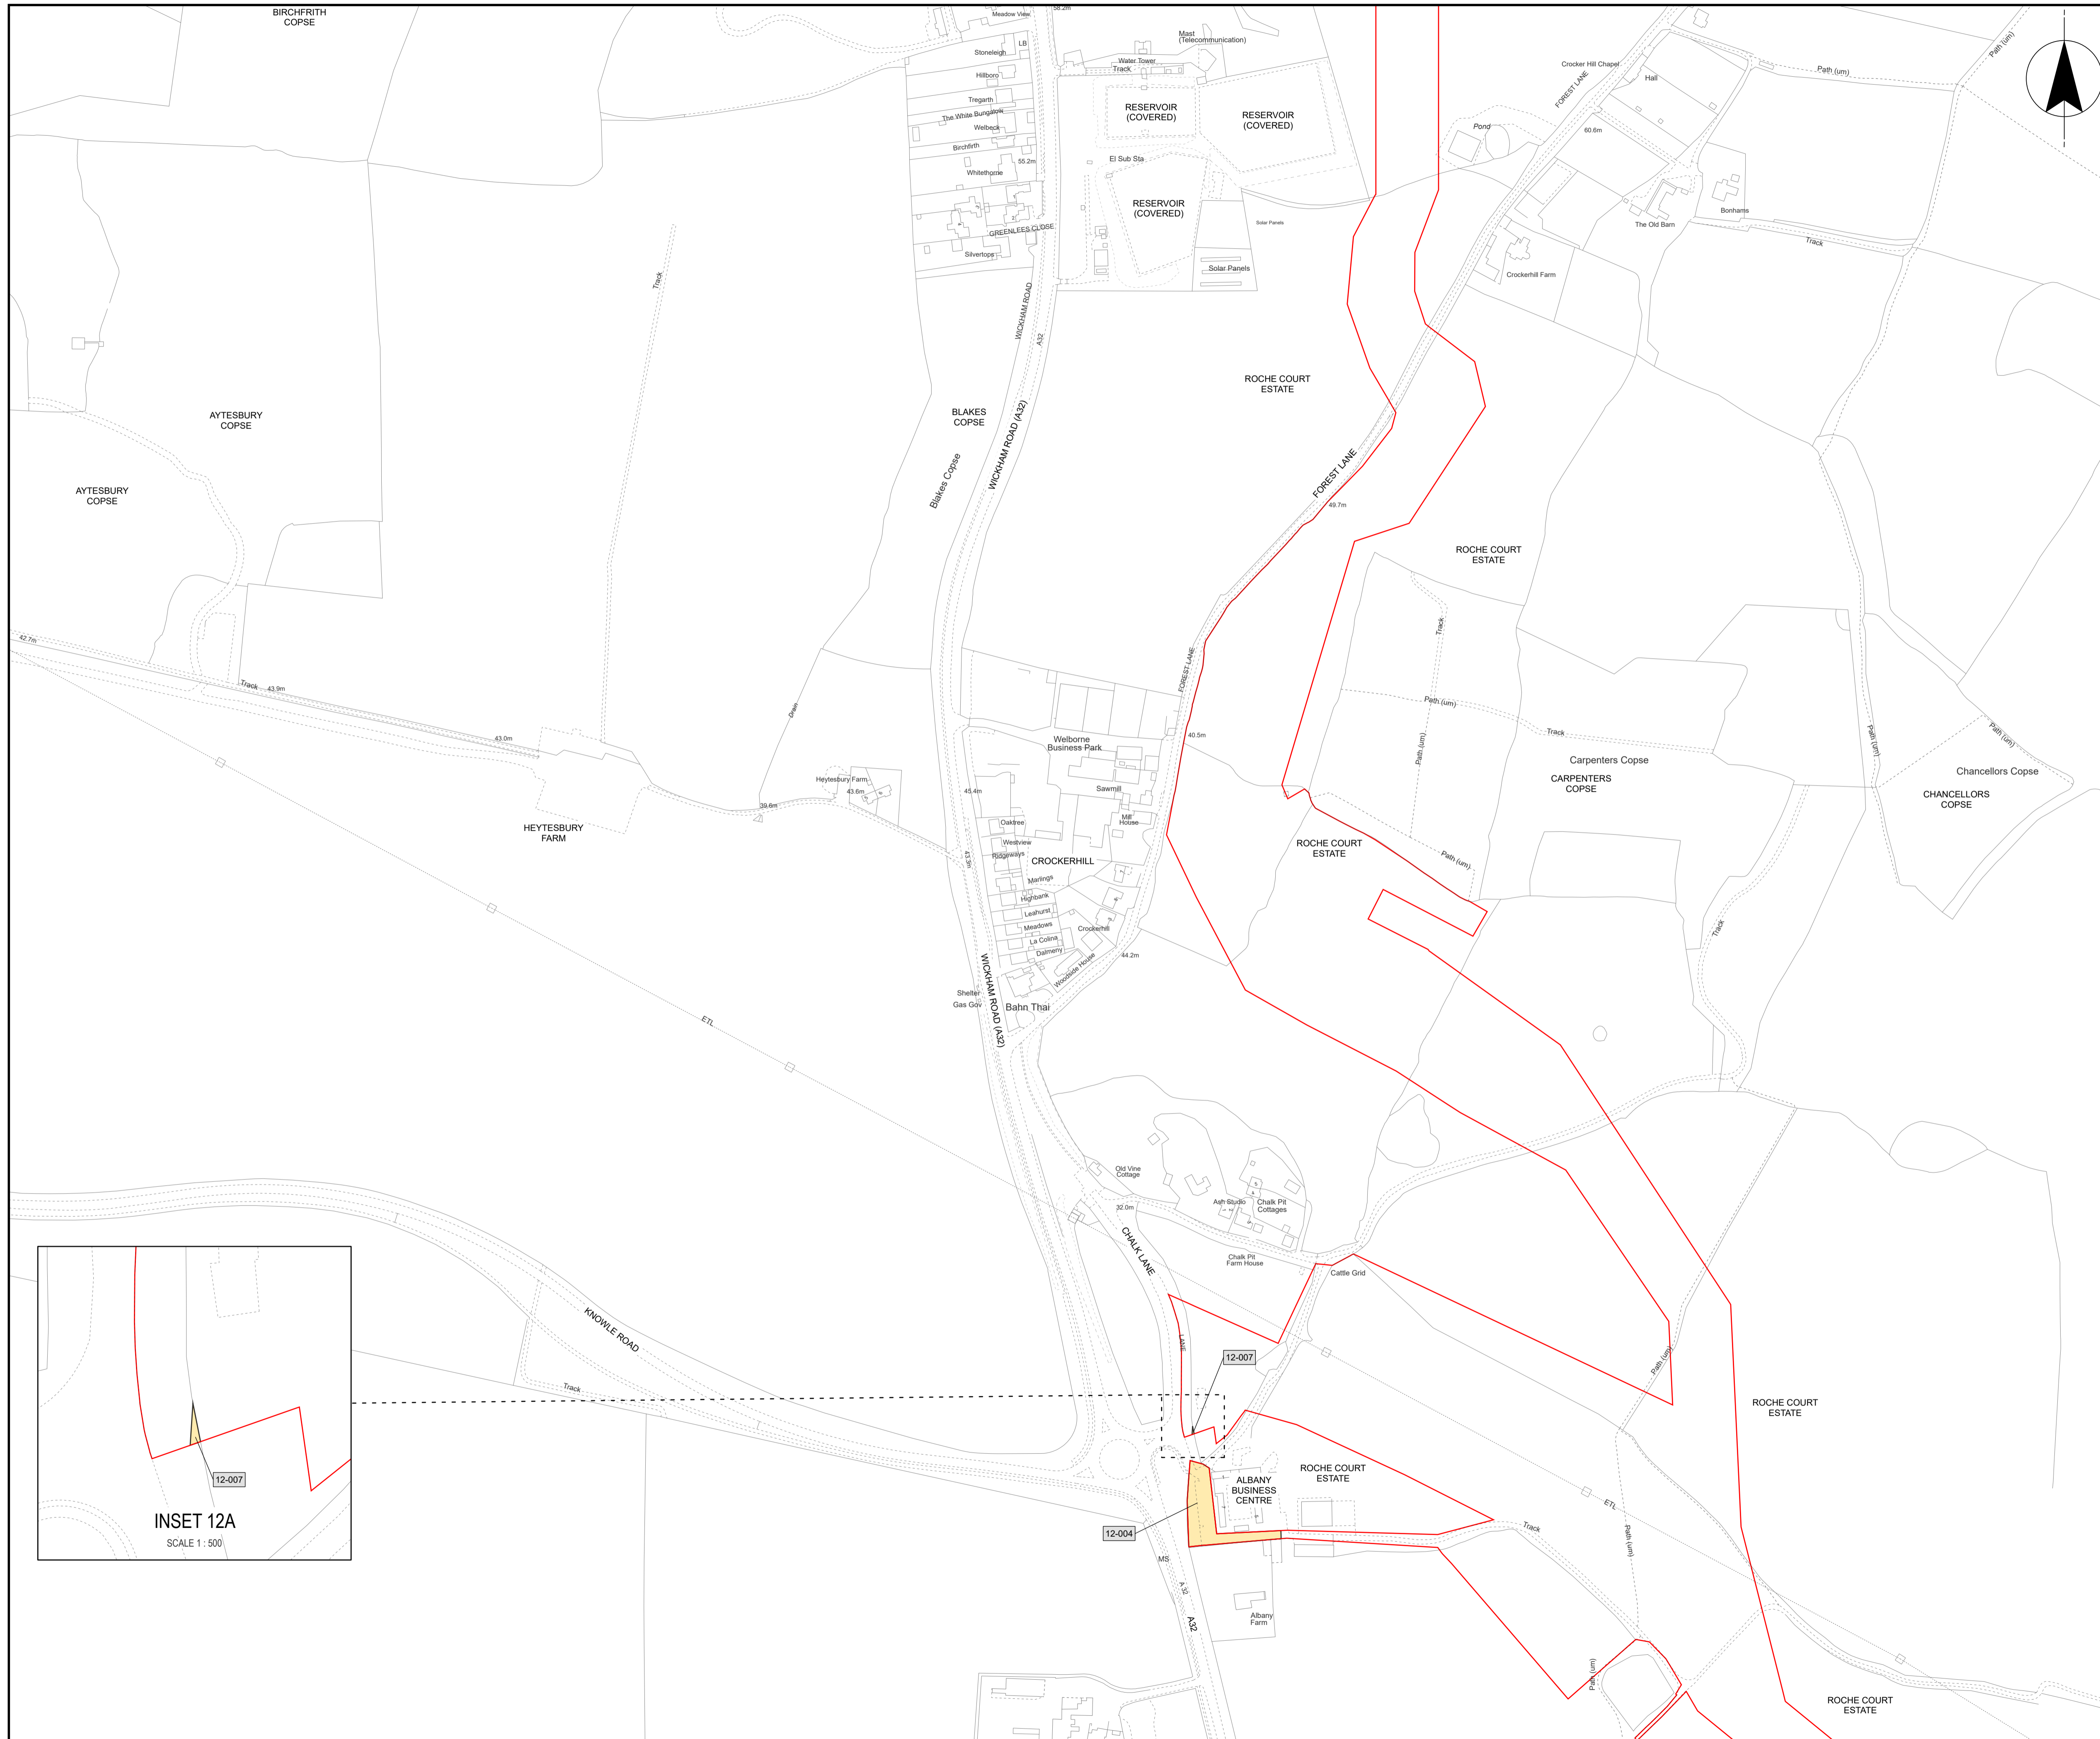 BIRCHFRITH
COPSE
Meadow View
58.2m
LB
Stoneleigh
Mast
(Telecommunication)
Water Tower
Track
Hillboro
Tregarth
The White Bungalow
Welbeck
Birchfirth
55.2m
Whitethorne
RESERVOIR
(COVERED)
RESERVOIR
(COVERED)
El Sub Sta
RESERVOIR
(COVERED)
Solar Panels
Solar Panels
GREENLEES CLOSE
Silvertops
Crocker Hill Chapel
Hall
FOREST LANE
60.6m
Pond
Path (um)
Path (um)
Bonhams
The Old Barn
Track
Crockerhill Farm
Track
WICKHAM ROAD
A32
ROCHE COURT
ESTATE
AYTESBURY
COPSE
AYTESBURY
COPSE
BLAKES
COPSE
Blakes Copse
WICKHAM ROAD (A32)
FOREST LANE
49.7m
ROCHE COURT
ESTATE
42.7m
Track
43.9m
43.0m
Drain
FOREST LANE
Track
Path (um)
Track
Path (um)
Path (um)
Path (um)
40.5m
Welborne
Business Park
Sawmill
Mill
House
Heytesbury Farm
43.6m
39.6m
45.4m
Oaktree
Westview
Ridgeways
43.3m
CROCKERHILL
Marlings
Highbank
Leahurst
Meadows
La Colina
Dalmeny
Crockerhill
Woodside House
44.2m
HEYTESBURY
FARM
Carpenters Copse
CARPENTERS
COPSE
Chancellors Copse
CHANCELLORS
COPSE
ROCHE COURT
ESTATE
Path (um)
Track
WICKHAM ROAD (A32)
Shelter
Gas Gov
Bahn Thai
ETL
Old Vine
Cottage
32.0m
Ash Studio
Chalk Pit
Cottages
CHALK LANE
Chalk Pit
Farm House
Cattle Grid
LANE
KNOWLE ROAD
Track
12-007
Path (um)
ROCHE COURT
ESTATE
12-007
INSET 12A
SCALE 1 : 500
ALBANY
BUSINESS
CENTRE
ROCHE COURT
ESTATE
12-004
MS
A 32
A32
Albany
Farm
Track
ETL
Path (um)
Path (um)
ROCHE COURT
ESTATE